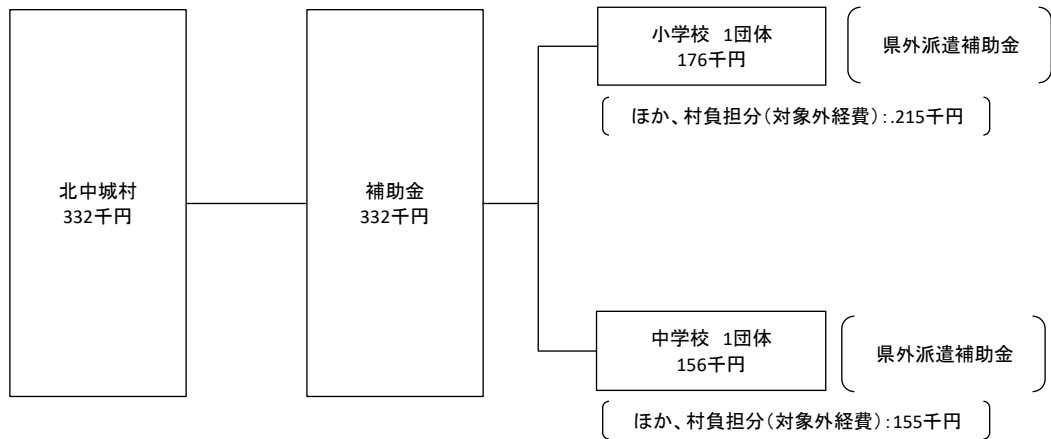 北中城村
332千円
補助金
332千円
小学校 1団体
176千円
県外派遣補助金
ほか、村負担分(対象外経費):.215千円
中学校 1団体
156千円
県外派遣補助金
ほか、村負担分(対象外経費):155千円